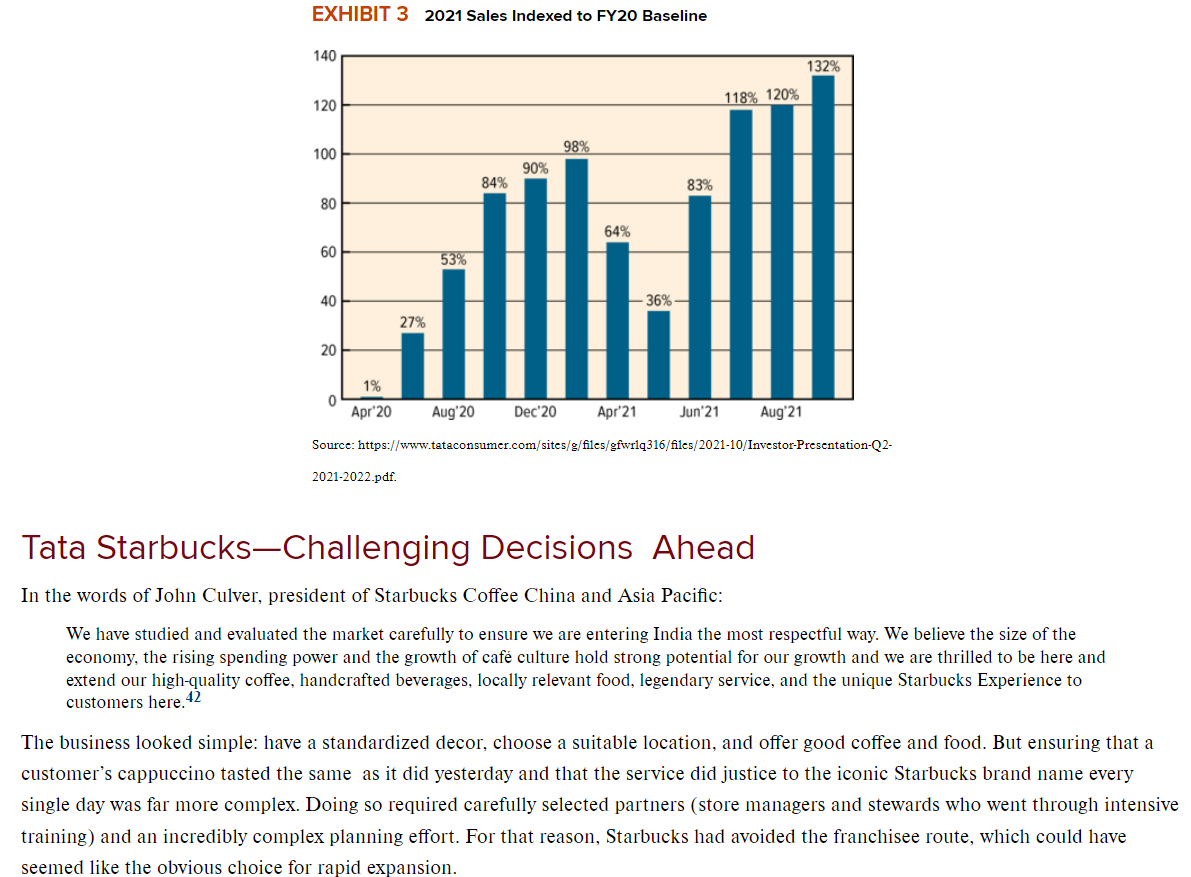 EXHIBIT 3 2021 Sales Indexed to FY20 Baseline
140
120
100
80
60
40
20
0
1%
27%
53%
84%
90%
98%
64%
36%
83%
118%
120%
132%
Apr'20 Aug'20 Dec'20 Apr'21 Jun'21 Aug'21
Source: https://www.tataconsumer.com/sites/g/files/gfwrlq316/files/2021-10/Investor-Presentation-Q2-
2021-2022.pdf.
Tata Starbucks—Challenging Decisions Ahead
In the words of John Culver, president of Starbucks Coffee China and Asia Pacific:
We have studied and evaluated the market carefully to ensure we are entering India the most respectful way. We believe the size of the
economy, the rising spending power and the growth of café culture hold strong potential for our growth and we are thrilled to be here and
extend our high-quality coffee, handcrafted beverages, locally relevant food, legendary service, and the unique Starbucks Experience to
customers here.42
The business looked simple: have a standardized decor, choose a suitable location, and offer good coffee and food. But ensuring that a
customer's cappuccino tasted the same as it did yesterday and that the service did justice to the iconic Starbucks brand name every
single day was far more complex. Doing so required carefully selected partners (store managers and stewards who went through intensive
training) and an incredibly complex planning effort. For that reason, Starbucks had avoided the franchisee route, which could have
seemed like the obvious choice for rapid expansion.